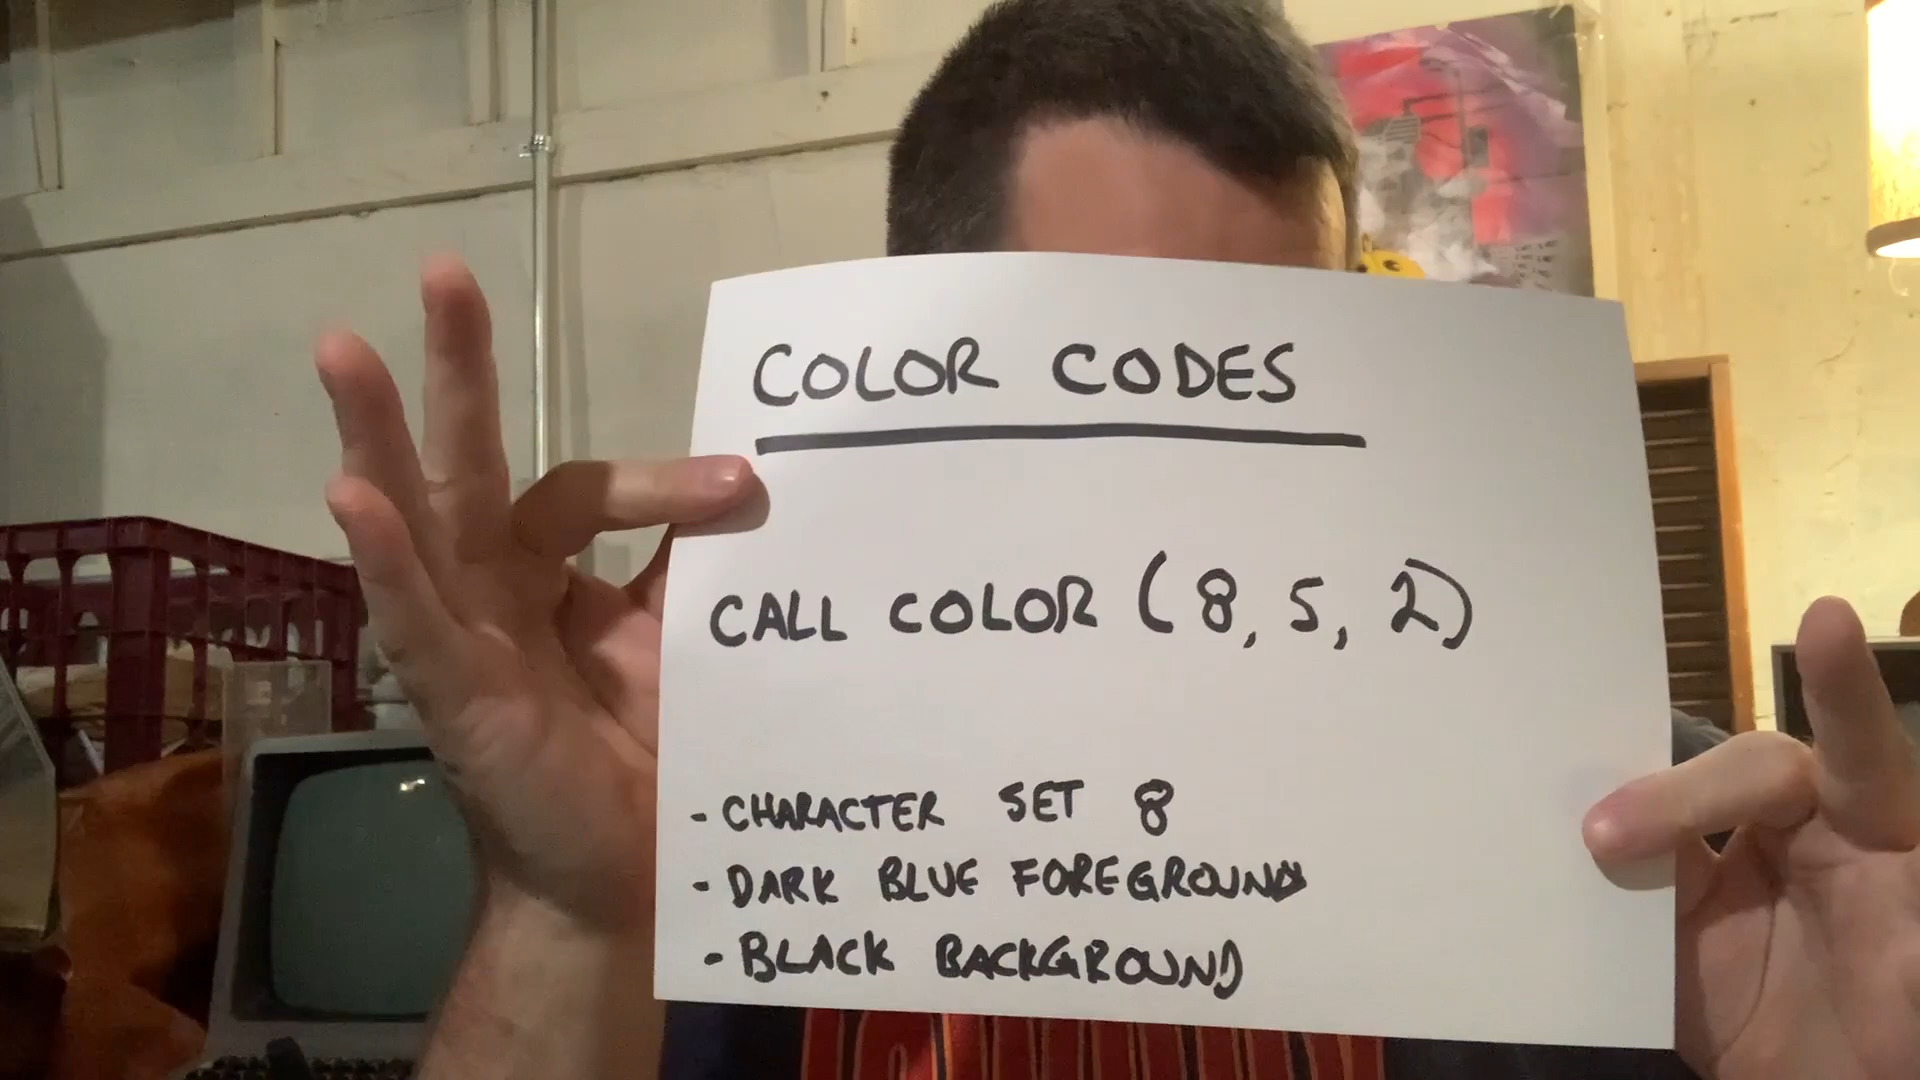 COLOR CODES
CALL COLOR (8, 5, 2)
- CHARACTER SET 8
- DARK BLUE FOREGROUND
- BLACK BACKGROUND